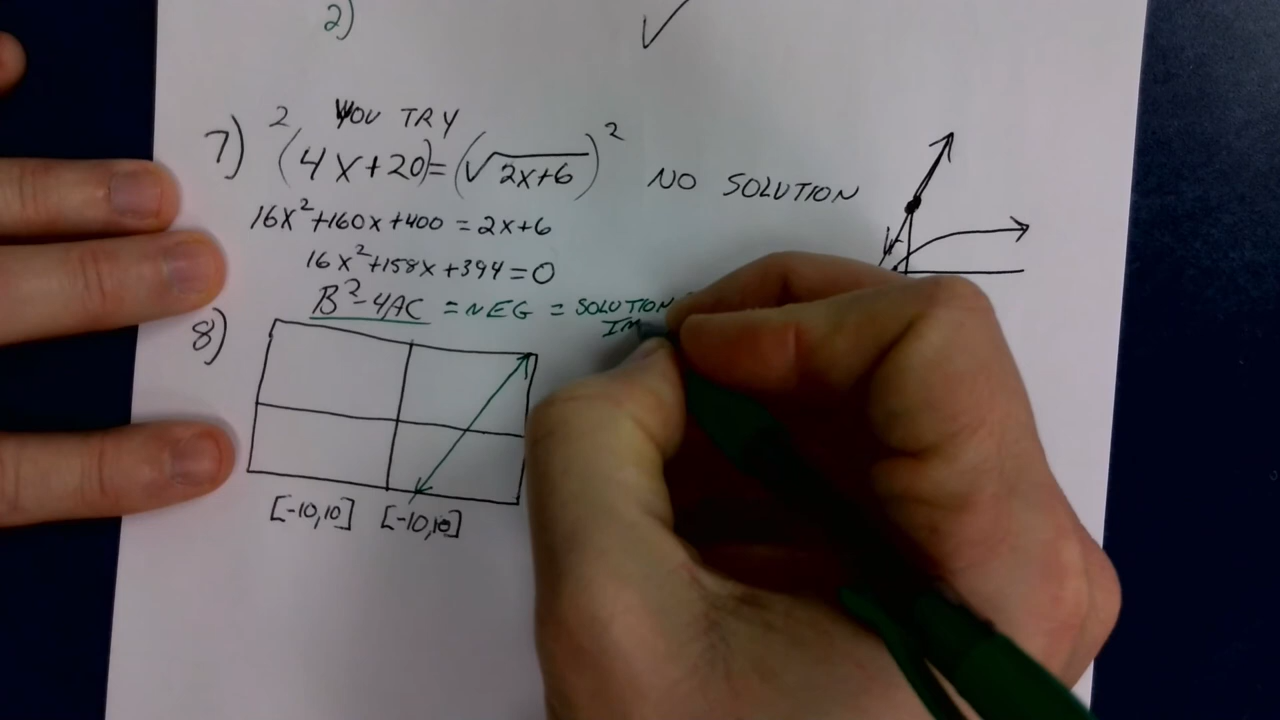 2)
YOU TRY
7) ²(4X+20)=(√2X+6)² NO SOLUTION
16X²+160X+400=2X+6
16X²+158X+394=0
B²-4AC = NEG = SOLUTION
IM
8)
[-10,10] [-10,10]